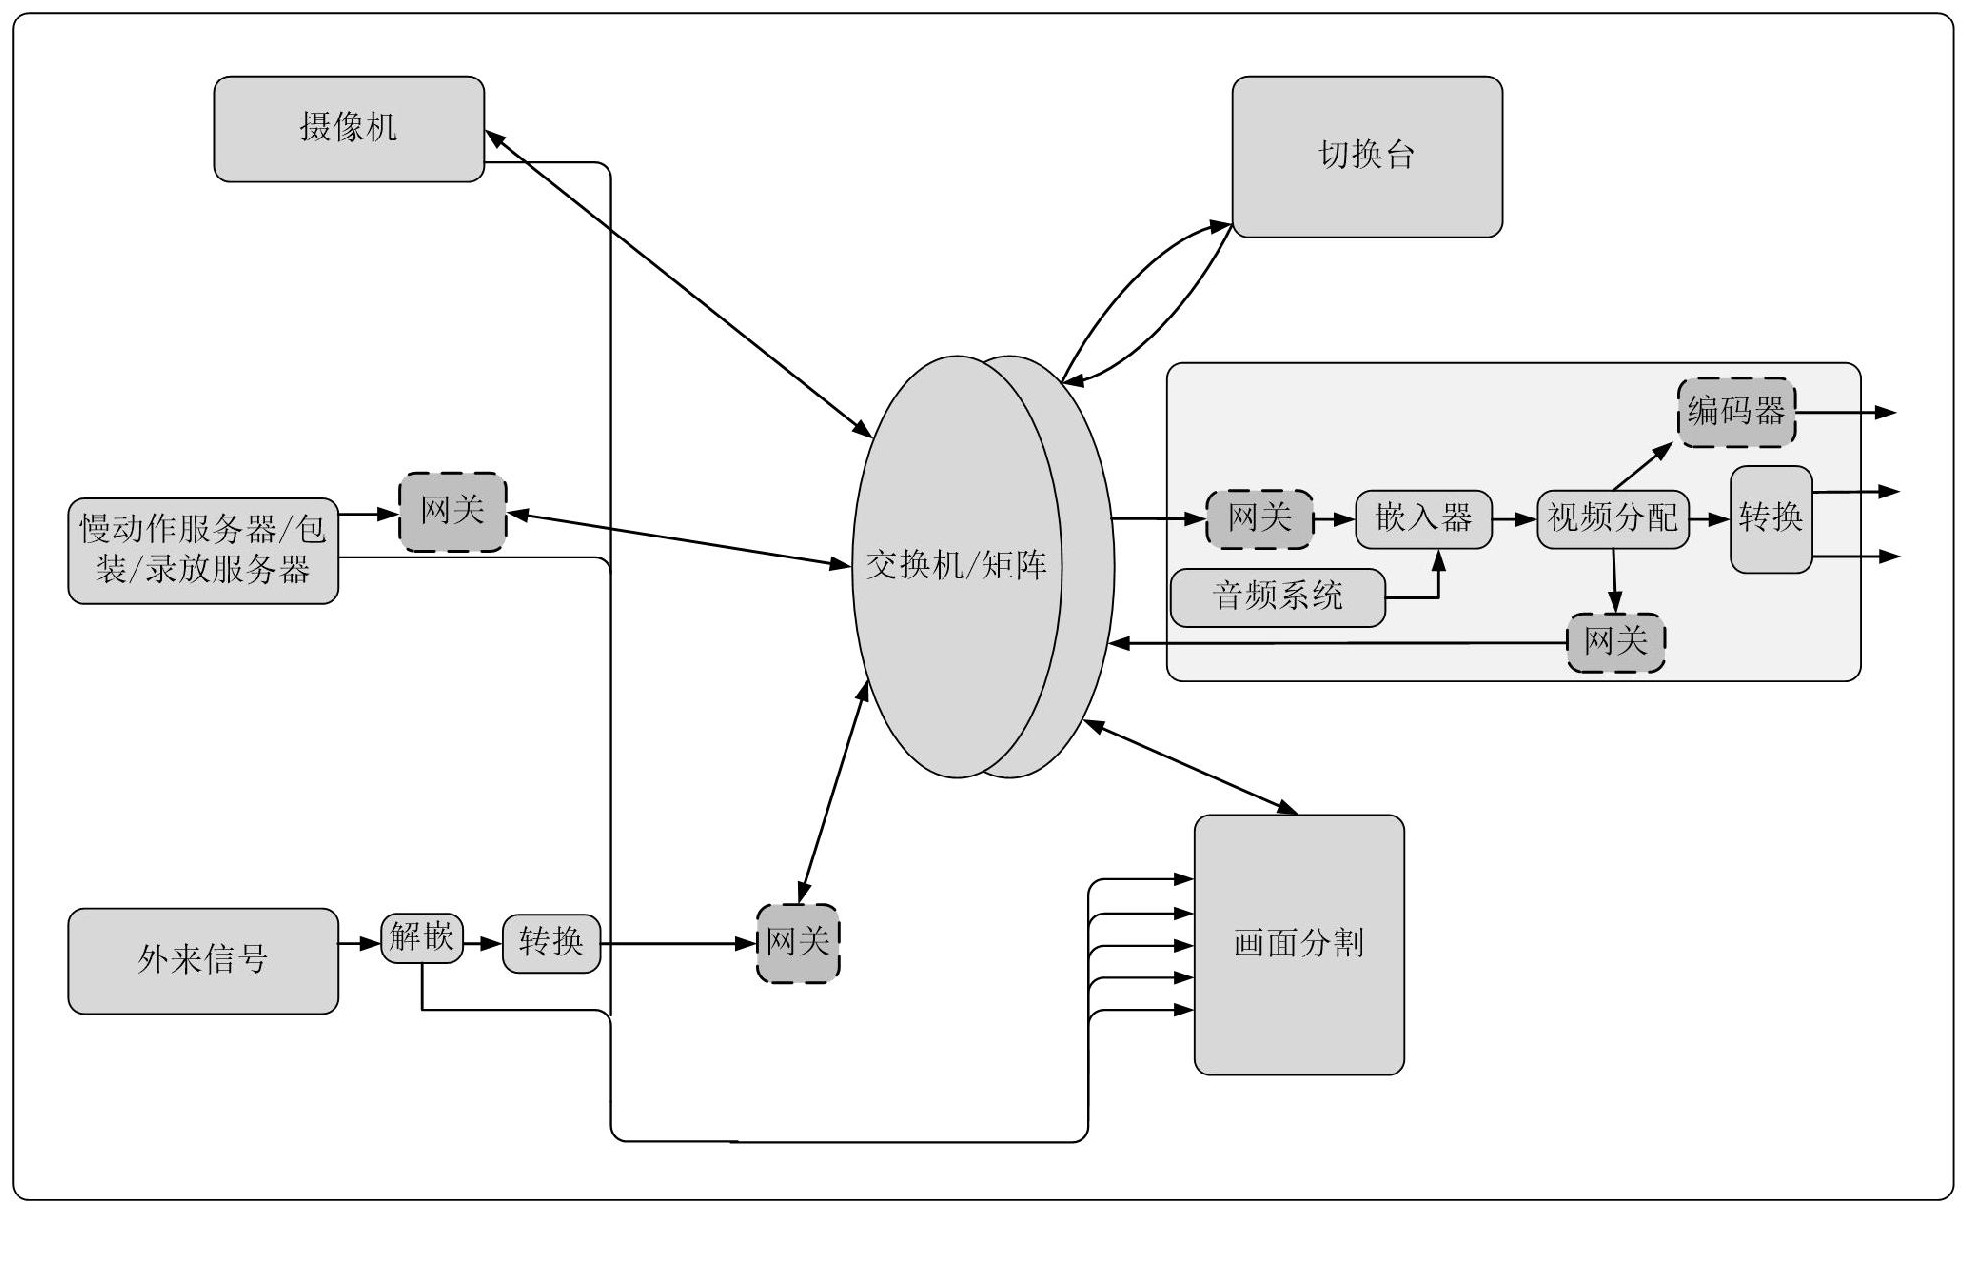 摄像机
切换台
编码器
慢动作服务器/包
装/录放服务器
网关
交换机/矩阵
网关
嵌入器
视频分配
转换
音频系统
网关
外来信号
解嵌
转换
网关
画面分割